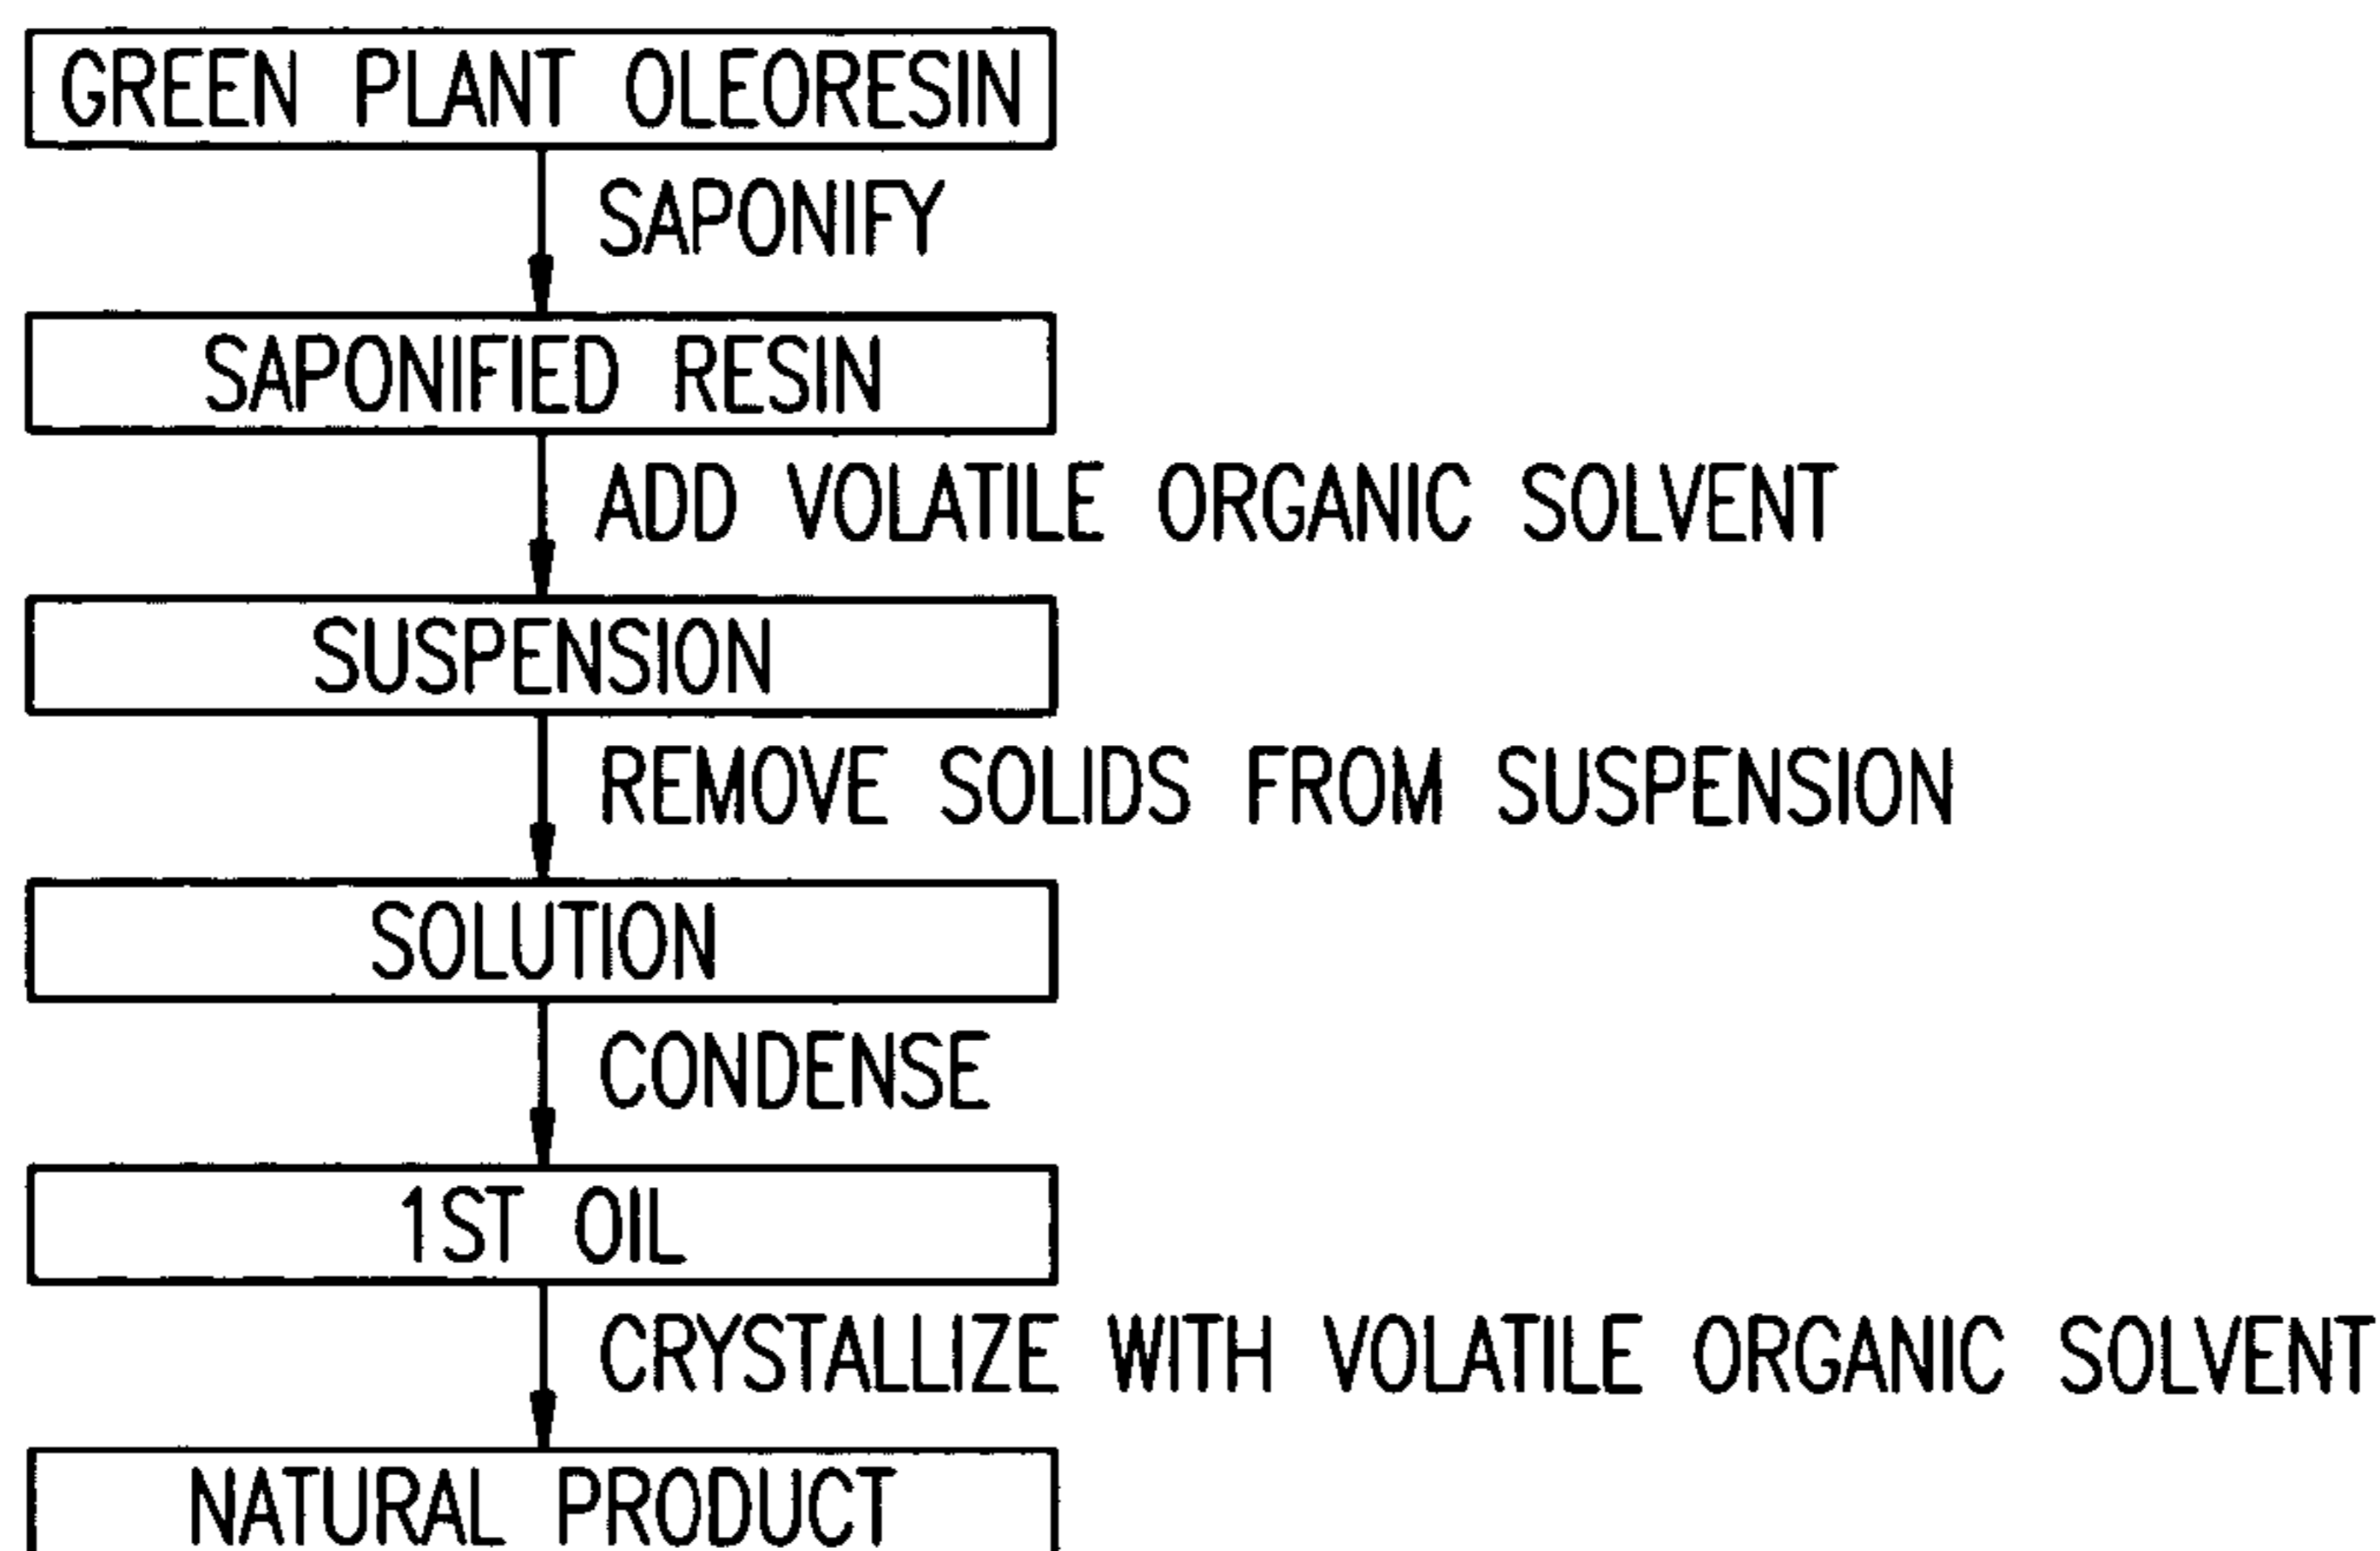 GREEN PLANT OLEORESIN
SAPONIFY
SAPONIFIED RESIN
ADD VOLATILE ORGANIC SOLVENT
SUSPENSION
REMOVE SOLIDS FROM SUSPENSION
SOLUTION
CONDENSE
1ST OIL
CRYSTALLIZE WITH VOLATILE ORGANIC SOLVENT
NATURAL PRODUCT